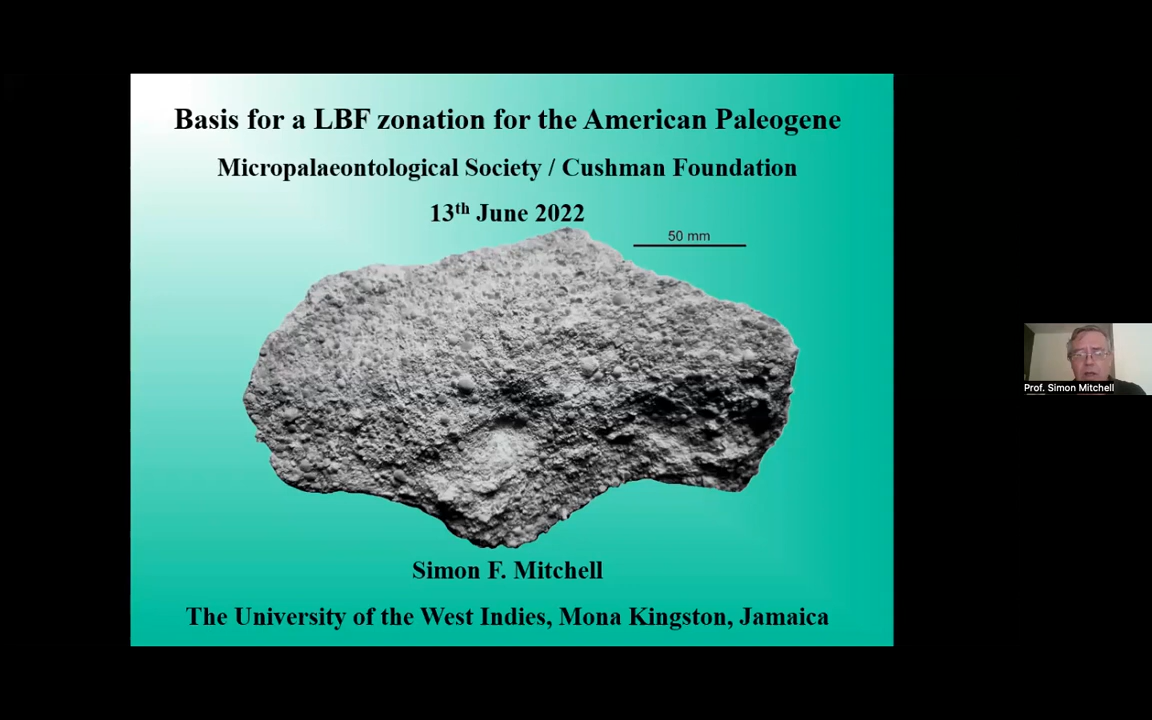 Basis for a LBF zonation for the American Paleogene
Micropalaeontological Society / Cushman Foundation
13th June 2022
50 mm
Prof. Simon Mitchell
Simon F. Mitchell
The University of the West Indies, Mona Kingston, Jamaica